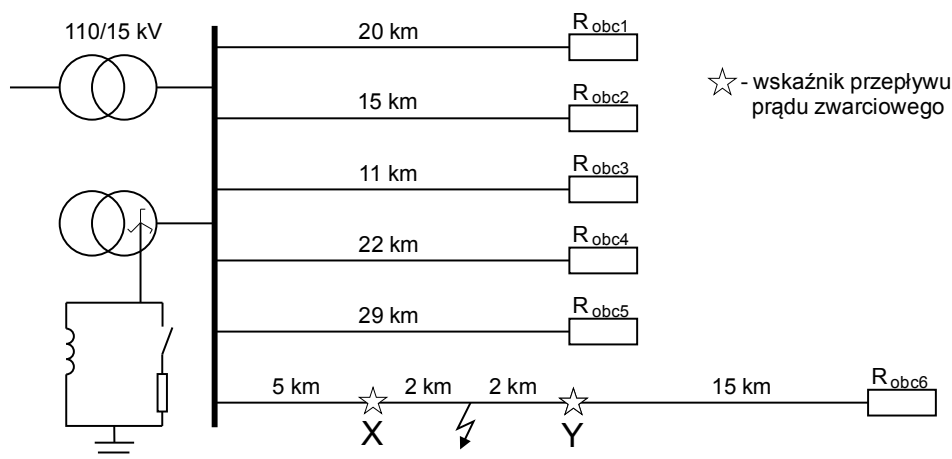 110/15 kV
20 km
R obc1
- wskaźnik przepływu
prądu zwarciowego
15 km
R obc2
11 km
R obc3
22 km
R obc4
29 km
R obc5
5 km
2 km
2 km
15 km
R obc6
X
Y